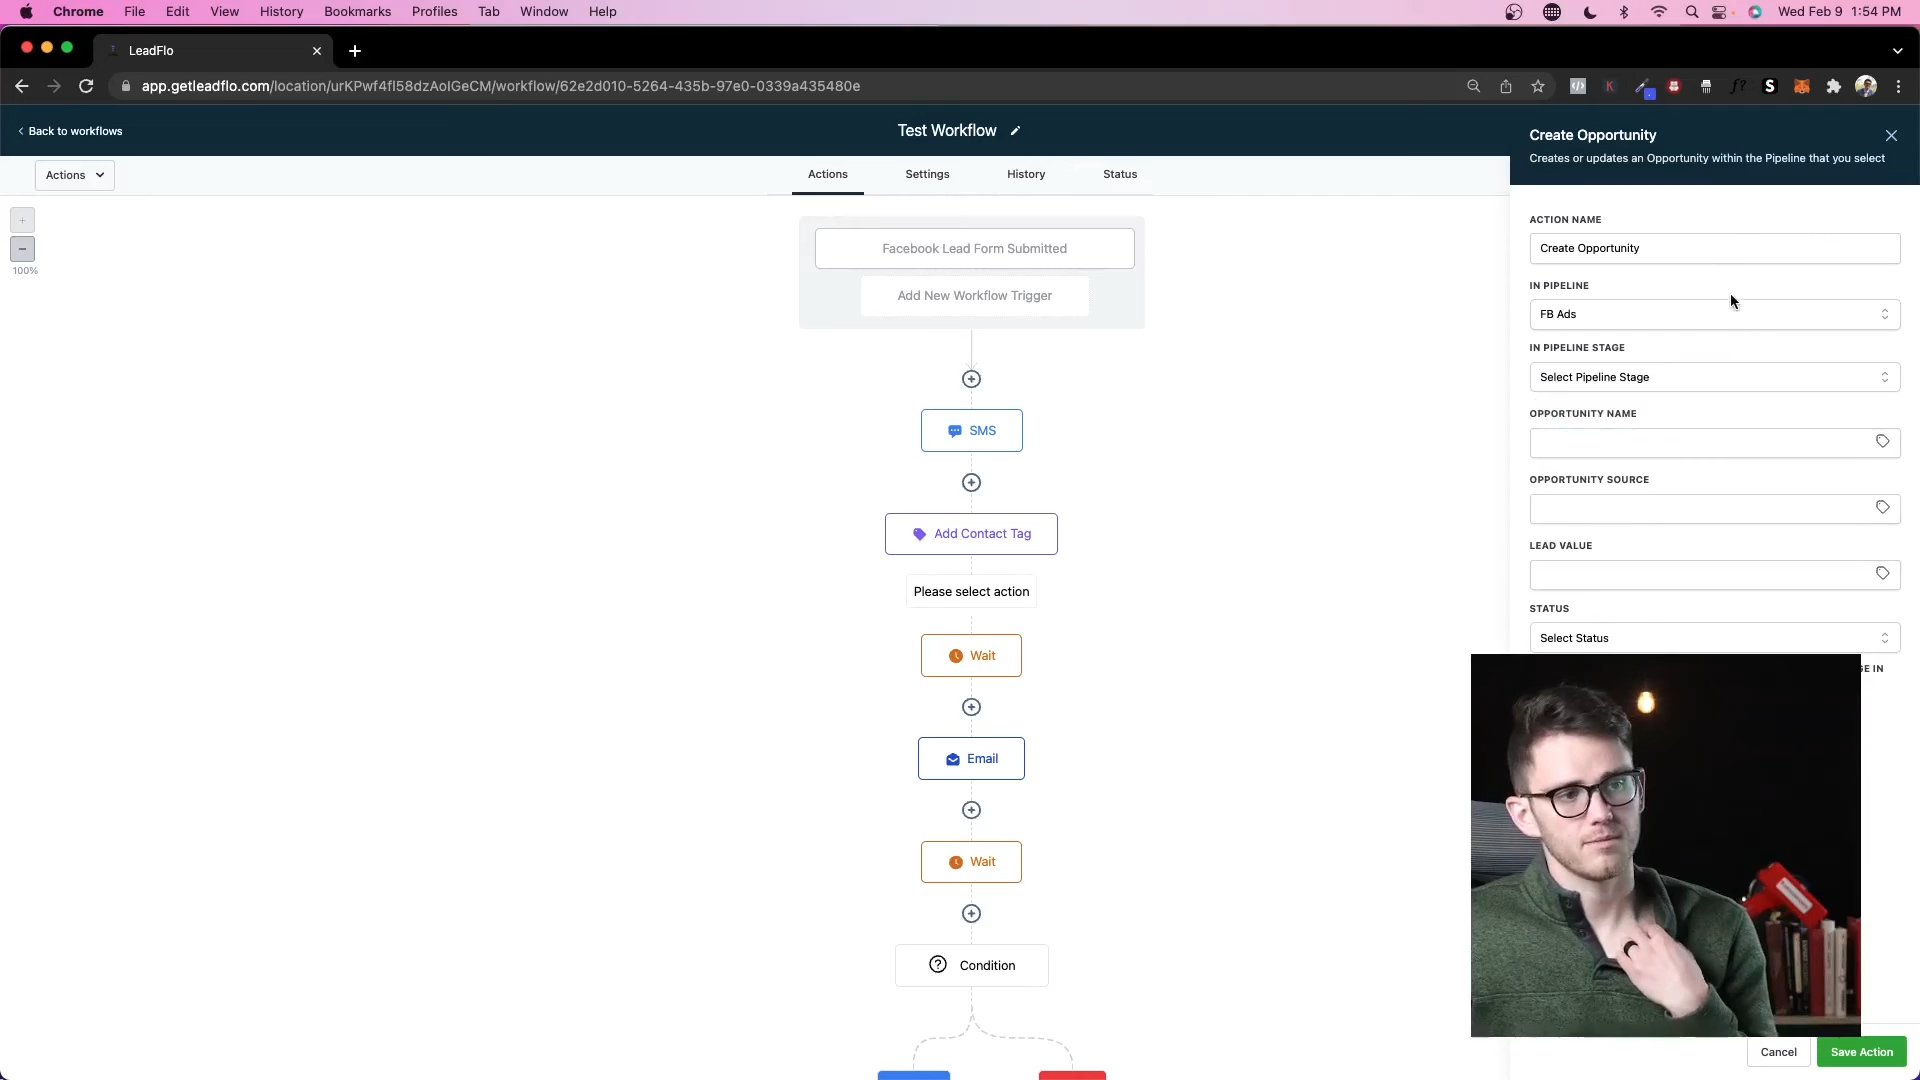 Chrome File Edit View History Bookmarks Profiles Tab Window Help Wed Feb 9 1:54 PM
LeadFlo
app.getleadflo.com/location/urKPwf4fl58dzAoIGeCM/workflow/62e2d010-5264-435b-97e0-0339a435480e
Back to workflows
Test Workflow
Actions
Actions Settings History Status
100%
Facebook Lead Form Submitted
Add New Workflow Trigger
SMS
Add Contact Tag
Please select action
Wait
Email
Wait
Condition
Create Opportunity
Creates or updates an Opportunity within the Pipeline that you select
ACTION NAME
Create Opportunity
IN PIPELINE
FB Ads
IN PIPELINE STAGE
Select Pipeline Stage
OPPORTUNITY NAME
OPPORTUNITY SOURCE
LEAD VALUE
STATUS
Select Status
GE IN
Cancel Save Action